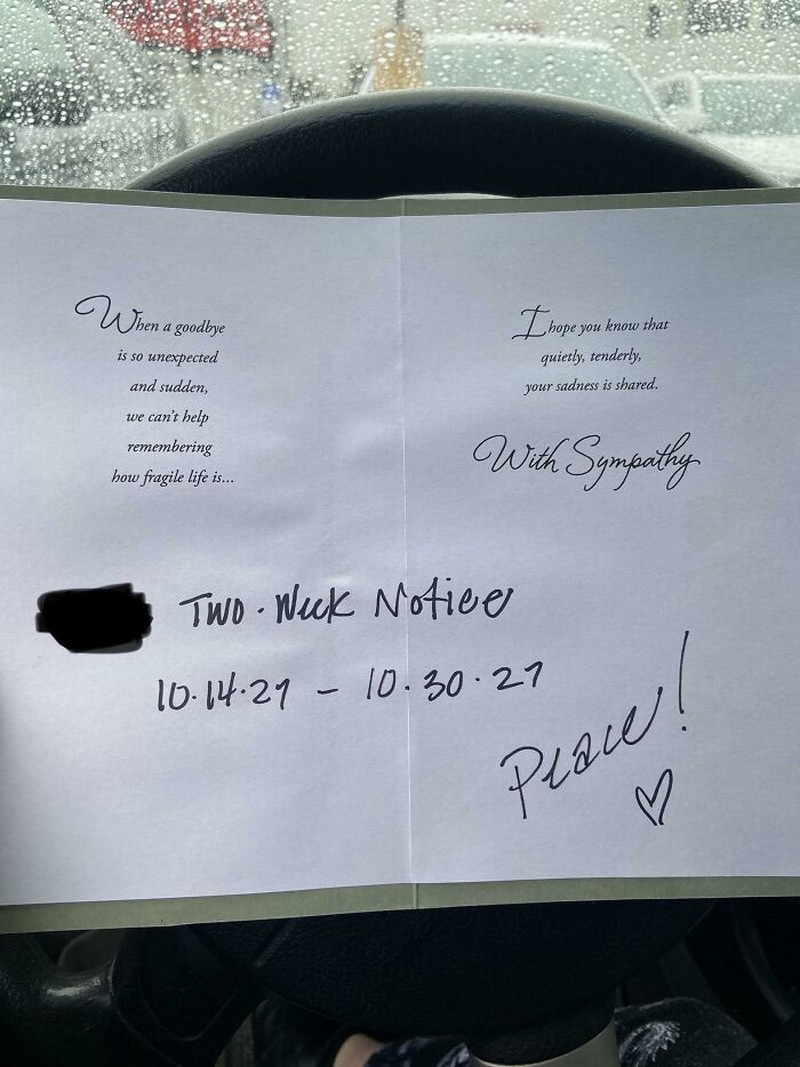 When a goodbye
is so unexpected
and sudden,
we can't help
remembering
how fragile life is...
I hope you know that
quietly, tenderly,
your sadness is shared.
With Sympathy
Two · Week Notice
10.14.21 – 10.30.21
Peace!